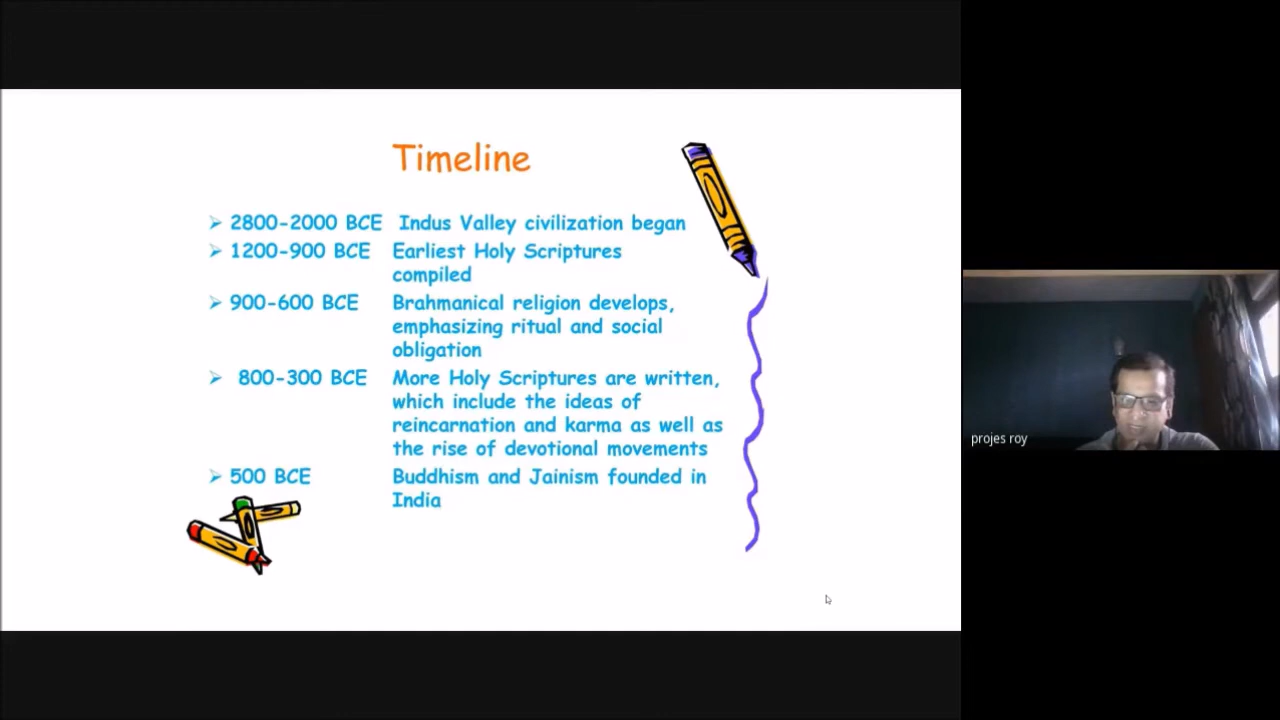 Timeline
2800-2000 BCE Indus Valley civilization began
1200-900 BCE Earliest Holy Scriptures
compiled
900-600 BCE Brahmanical religion develops,
emphasizing ritual and social
obligation
800-300 BCE More Holy Scriptures are written,
which include the ideas of
reincarnation and karma as well as
the rise of devotional movements
500 BCE Buddhism and Jainism founded in
India
projes roy